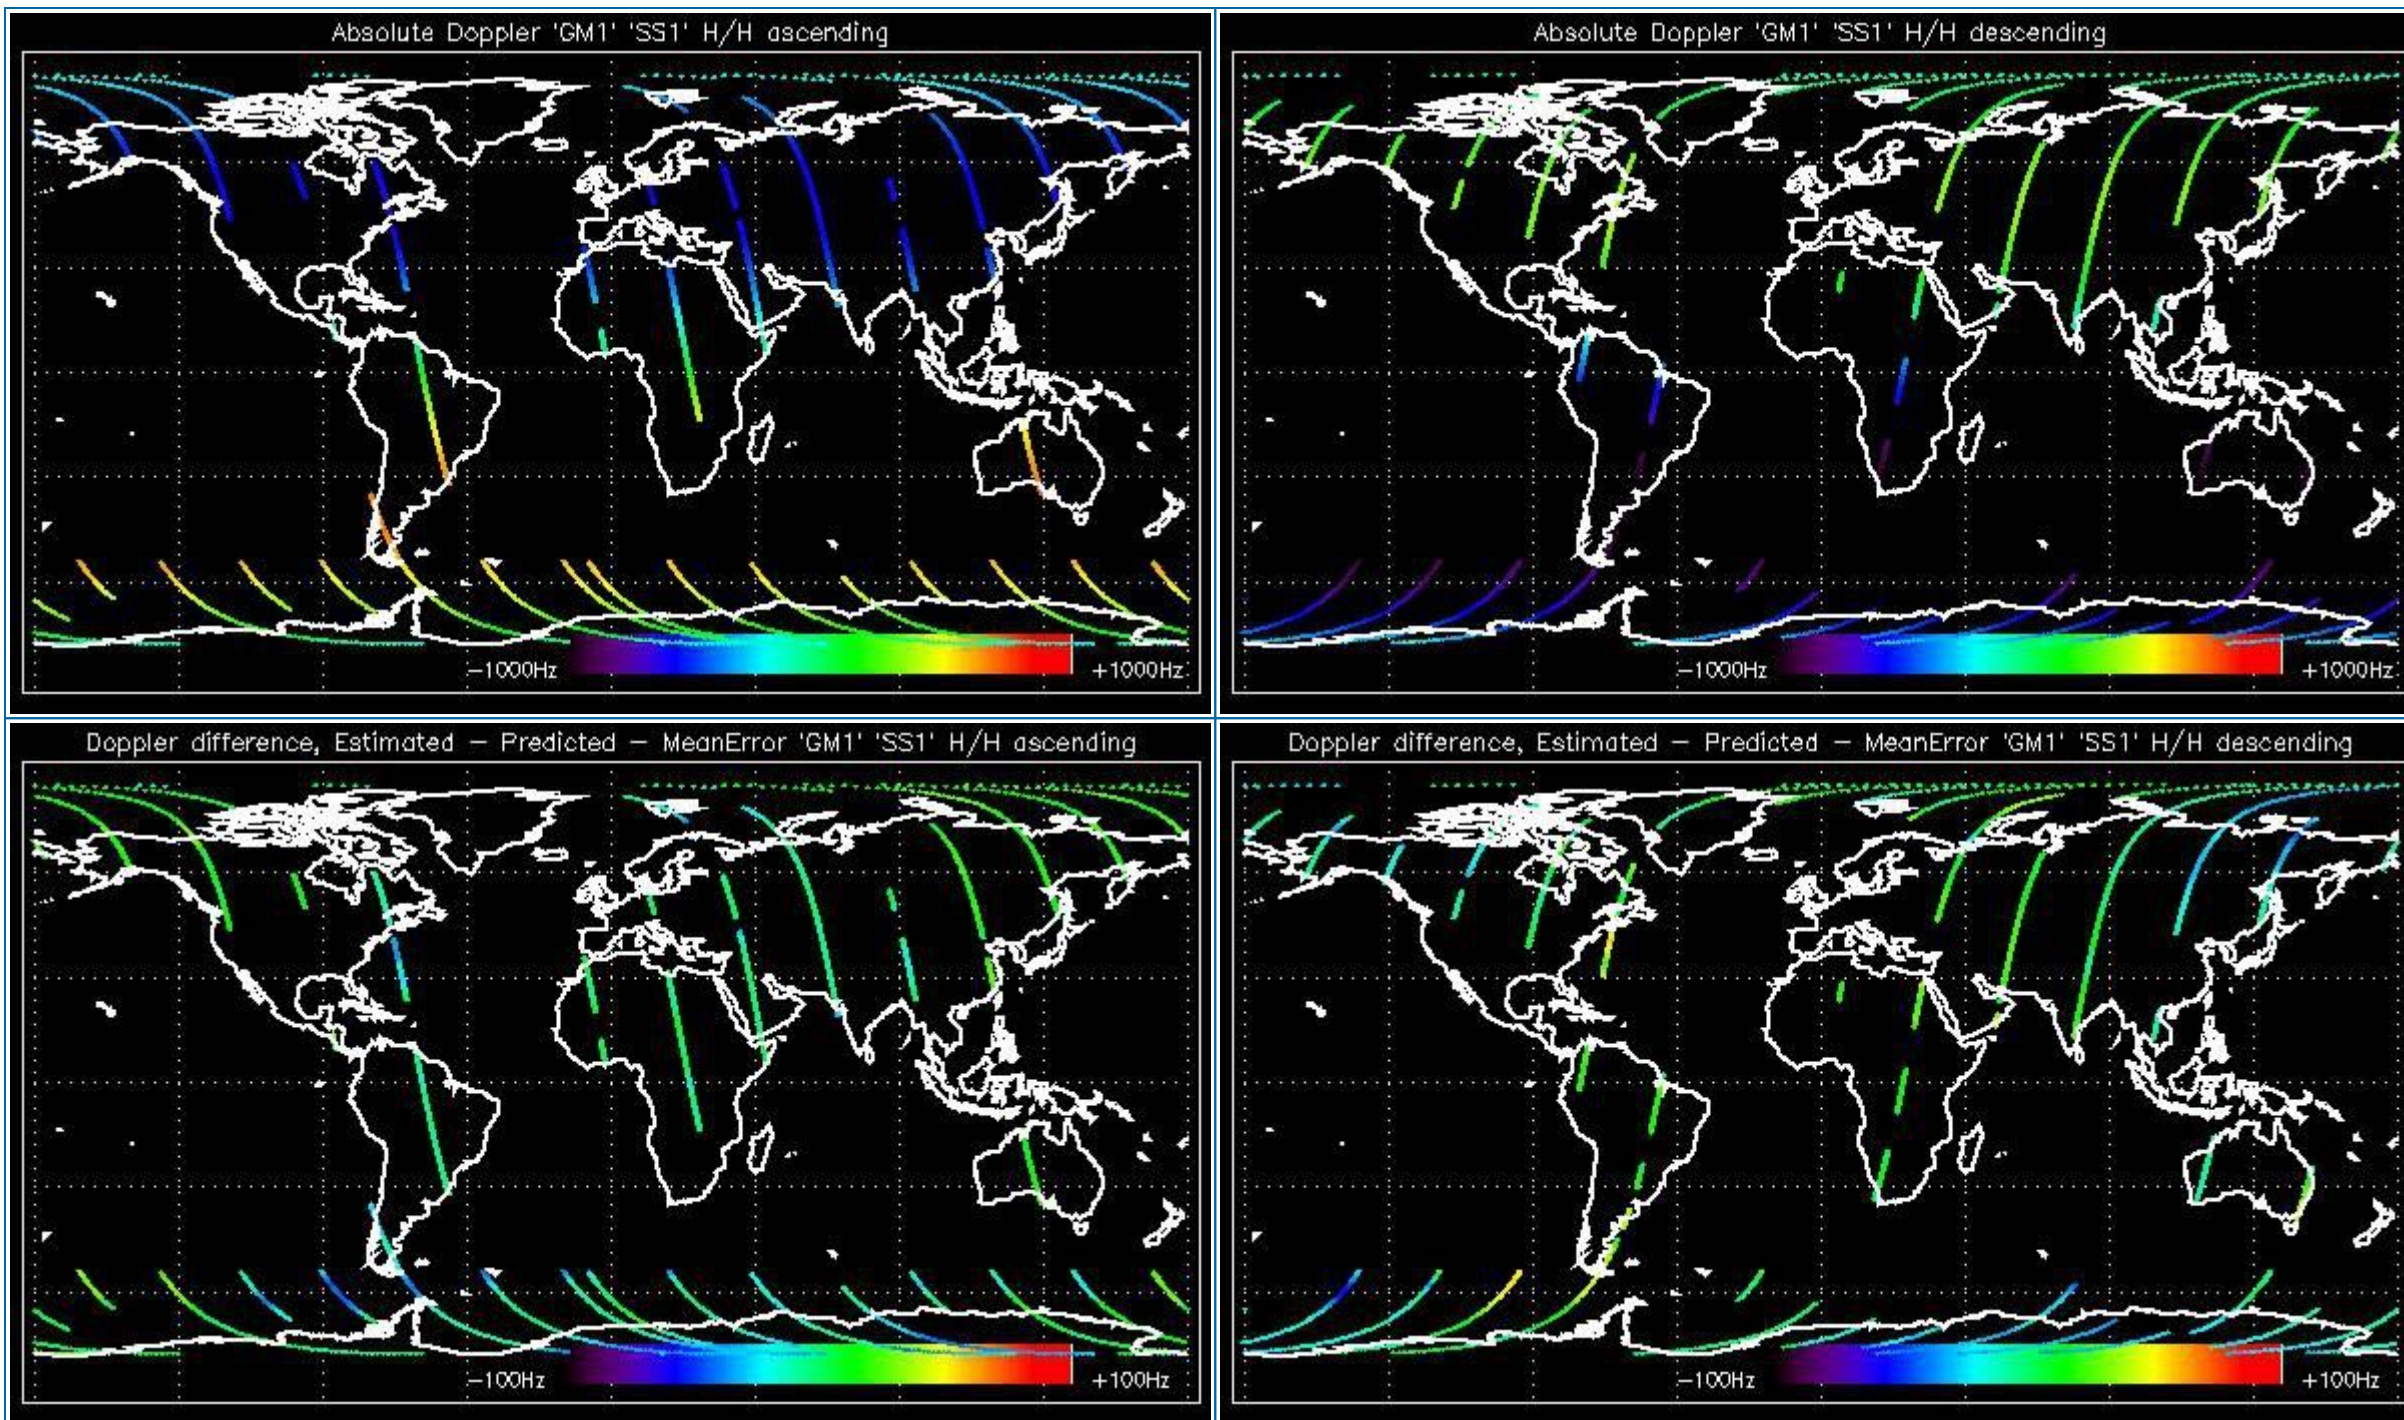 Absolute Doppler 'GM1' 'SS1' H/H ascending
-1000Hz
+1000Hz
Absolute Doppler 'GM1' 'SS1' H/H descending
-1000Hz
+1000Hz
Doppler difference, Estimated - Predicted - MeanError 'GM1' 'SS1' H/H ascending
-100Hz
+100Hz
Doppler difference, Estimated - Predicted - MeanError 'GM1' 'SS1' H/H descending
-100Hz
+100Hz